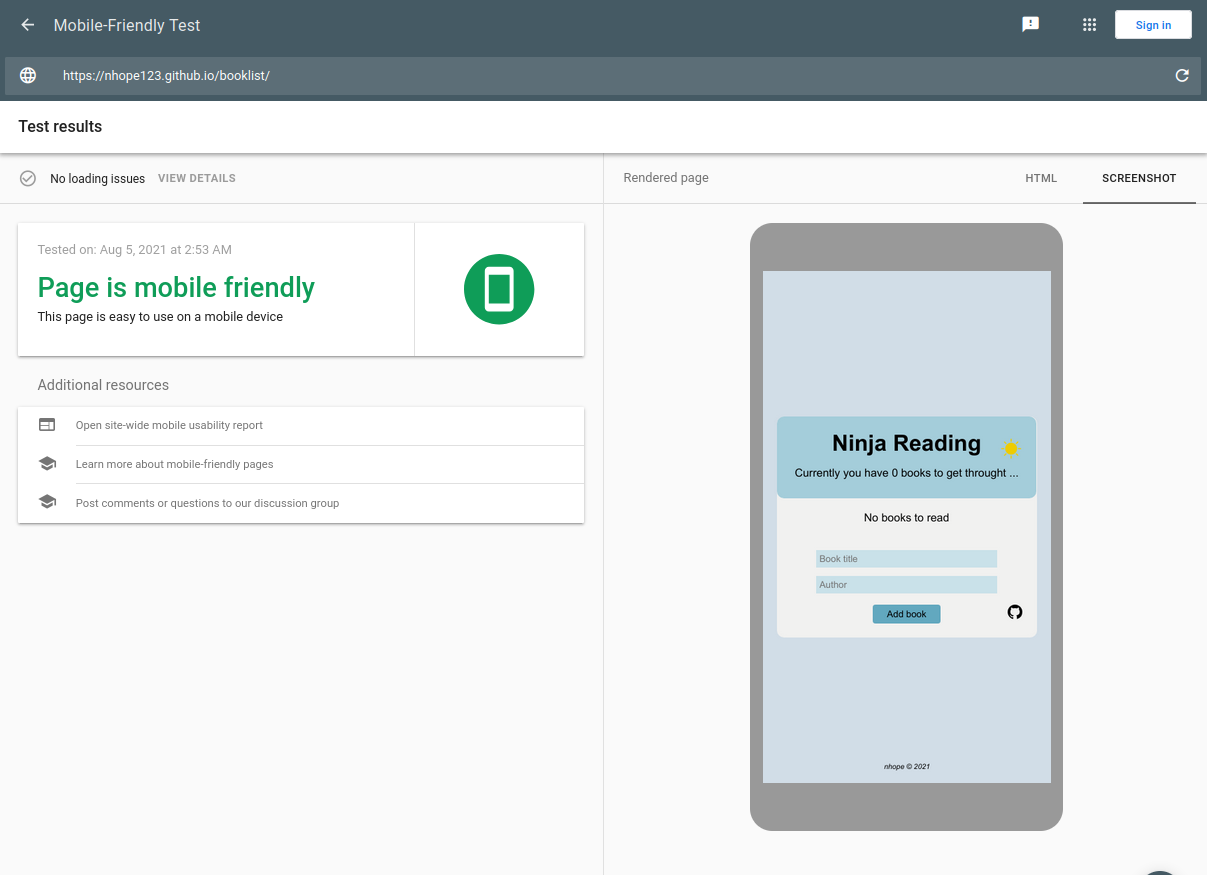 Mobile-Friendly Test
Sign in
https://nhope123.github.io/booklist/
Test results
No loading issues VIEW DETAILS
Rendered page HTML SCREENSHOT
Tested on: Aug 5, 2021 at 2:53 AM
Page is mobile friendly
This page is easy to use on a mobile device
Additional resources
Open site-wide mobile usability report
Learn more about mobile-friendly pages
Post comments or questions to our discussion group
Ninja Reading
Currently you have 0 books to get throught ...
No books to read
Book title
Author
Add book
nhope © 2021